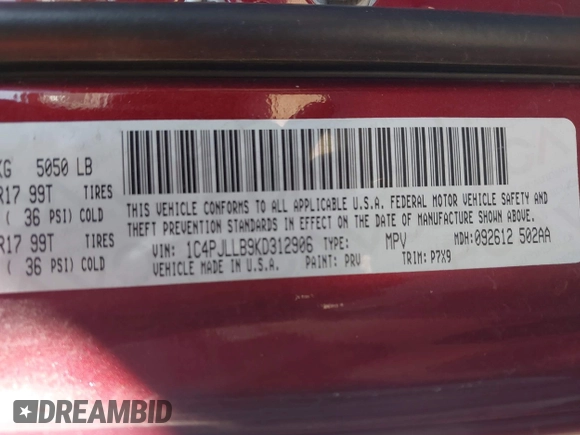 KG 5050 LB
R17 99T TIRES
( 36 PSI) COLD
R17 99T TIRES
( 36 PSI) COLD
THIS VEHICLE CONFORMS TO ALL APPLICABLE U.S.A. FEDERAL MOTOR VEHICLE SAFETY AND
THEFT PREVENTION STANDARDS IN EFFECT ON THE DATE OF MANUFACTURE SHOWN ABOVE.
VIN: 1C4PJLLB9KD312906 TYPE: MPV MDH: 092612 502AA
VEHICLE MADE IN U.S.A. PAINT: PRV TRIM: P7X9
DREAMBID